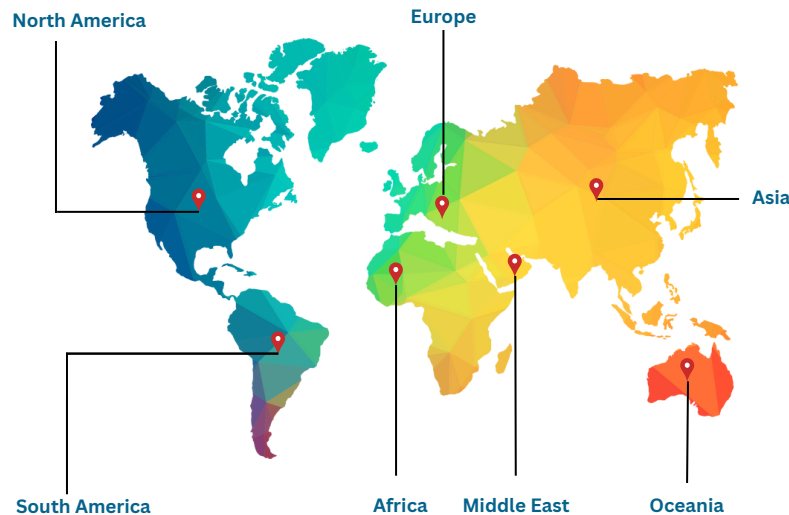 North America
Europe
Asia
South America
Africa
Middle East
Oceania